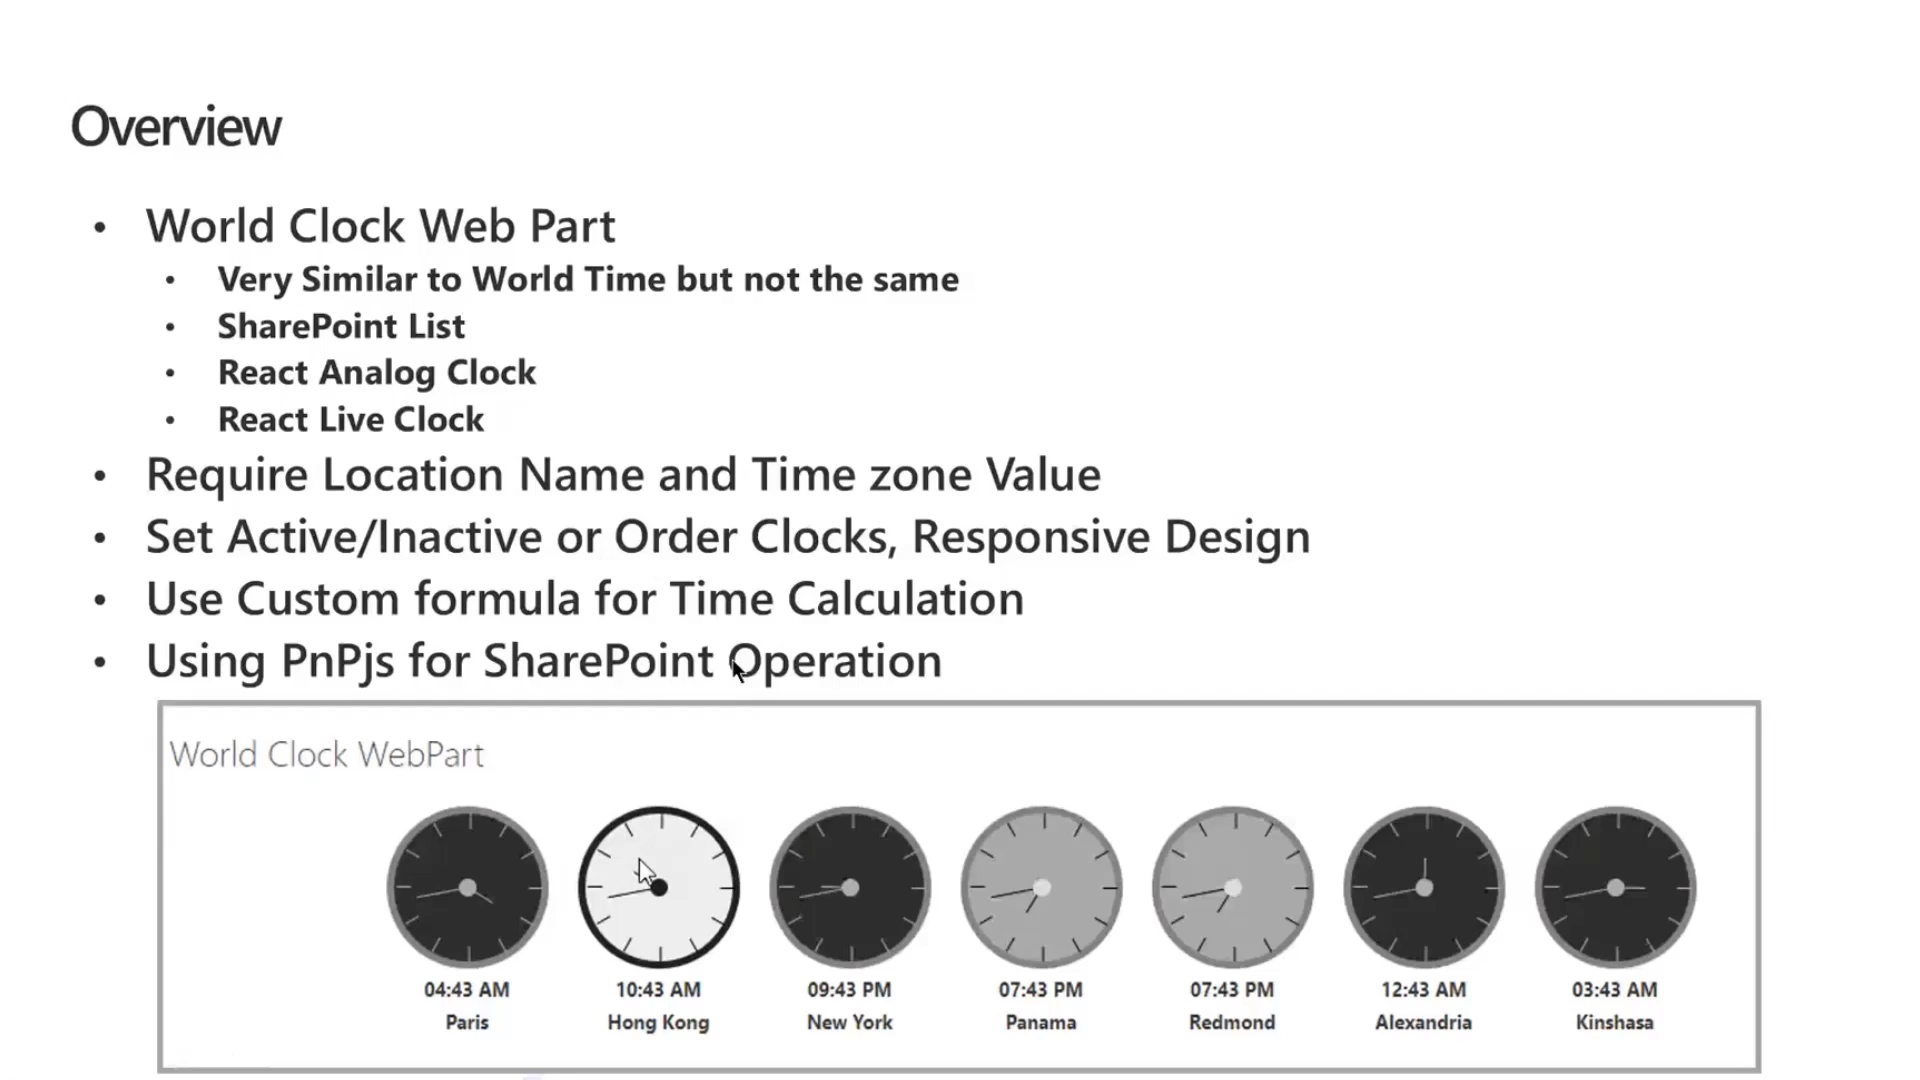 Overview
• World Clock Web Part
• Very Similar to World Time but not the same
• SharePoint List
• React Analog Clock
• React Live Clock
• Require Location Name and Time zone Value
• Set Active/Inactive or Order Clocks, Responsive Design
• Use Custom formula for Time Calculation
• Using PnPjs for SharePoint Operation
World Clock WebPart
04:43 AM 10:43 AM 09:43 PM 07:43 PM 07:43 PM 12:43 AM 03:43 AM
Paris Hong Kong New York Panama Redmond Alexandria Kinshasa